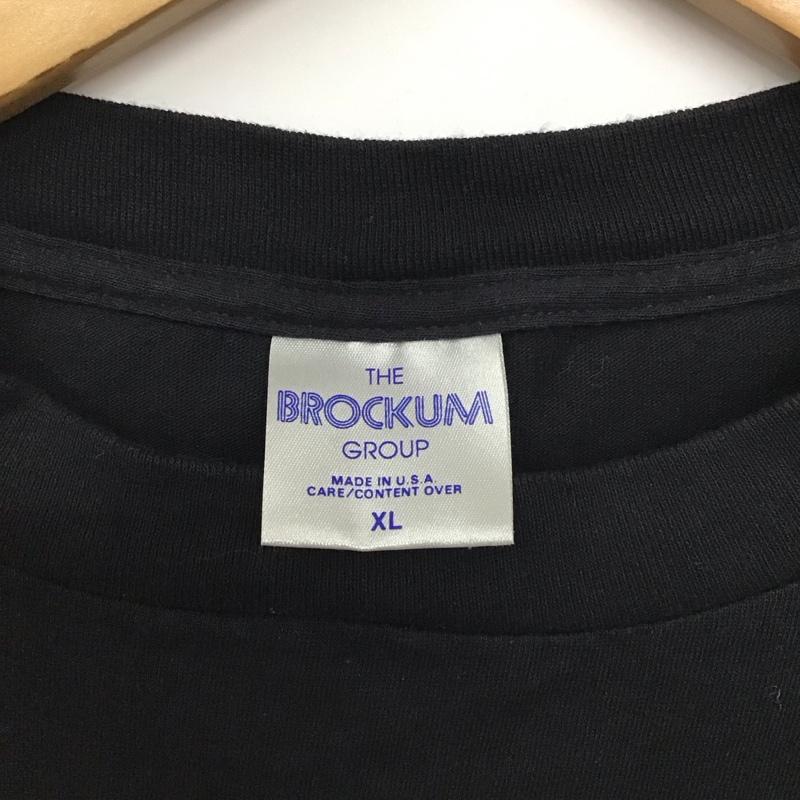 THE
BROCKUM
GROUP
MADE IN U.S.A.
CARE/CONTENT OVER
XL